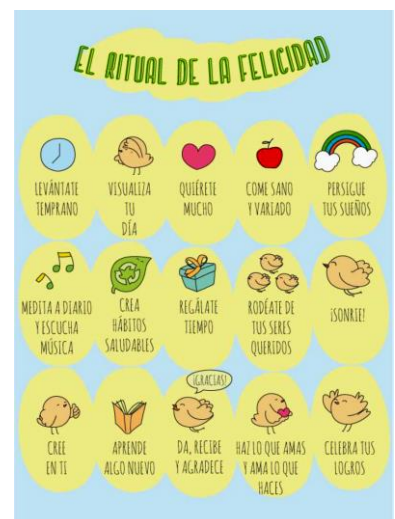 EL RITUAL DE LA FELICIDAD
LEVÁNTATE
TEMPRANO
VISUALIZA
TU
DÍA
QUIÉRETE
MUCHO
COME SANO
Y VARIADO
PERSIGUE
TUS SUEÑOS
MEDITA A DIARIO
Y ESCUCHA
MÚSICA
CREA
HÁBITOS
SALUDABLES
REGÁLATE
TIEMPO
RODÉATE DE
TUS SERES
QUERIDOS
¡SONRIE!
CREE
EN TI
APRENDE
ALGO NUEVO
¡GRACIAS!
DA, RECIBE
Y AGRADECE
HAZ LO QUE AMAS
Y AMA LO QUE
HACES
CELEBRA TUS
LOGROS